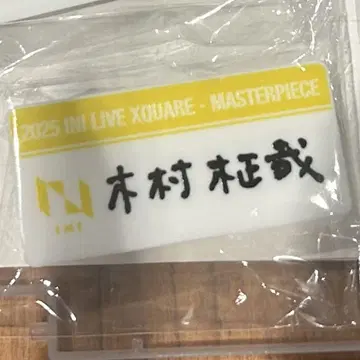 2025 INI LIVE XQUARE - MASTERPIECE
木村柾哉
INI